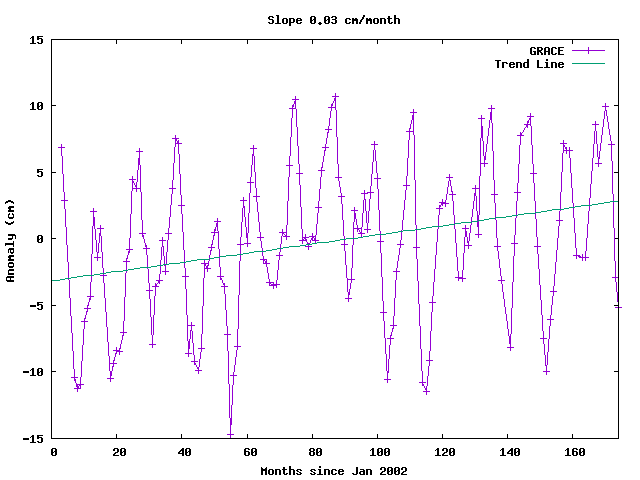 Slope 0.03 cm/month
GRACE
Trend Line
15
10
5
0
-5
-10
-15
Anomaly (cm)
0 20 40 60 80 100 120 140 160
Months since Jan 2002